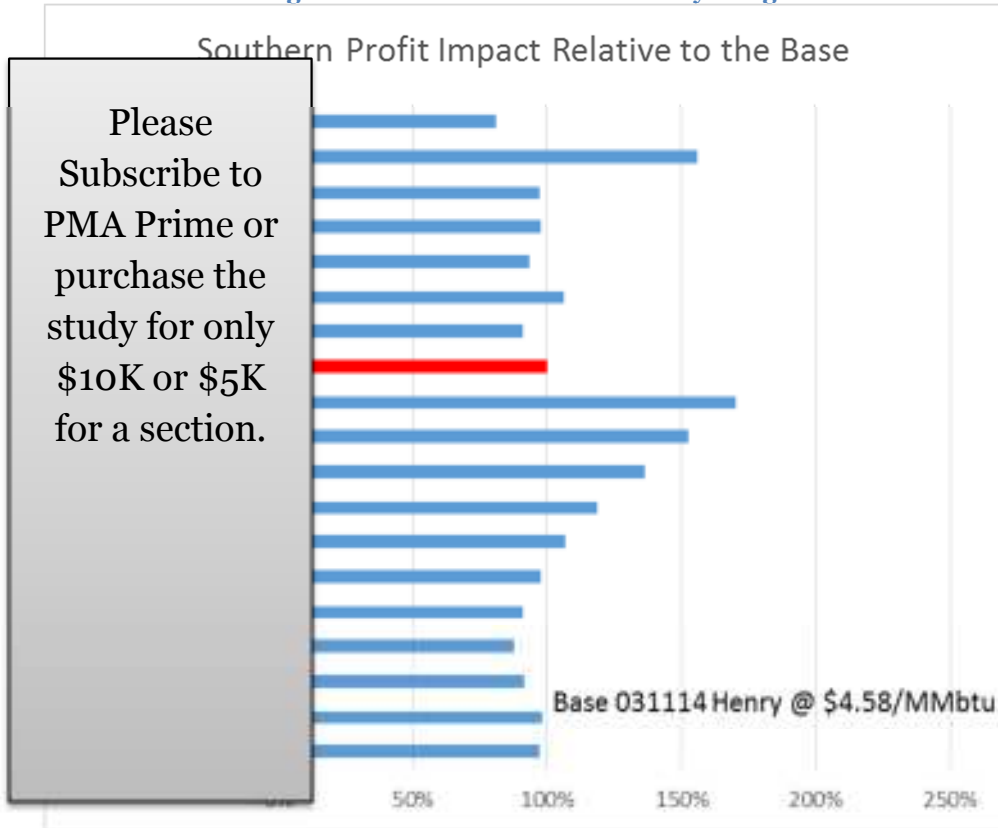 Southern Profit Impact Relative to the Base
Please
Subscribe to
PMA Prime or
purchase the
study for only
$10K or $5K
for a section.
Base 031114 Henry @ $4.58/MMbtu
50% 100% 150% 200% 250%